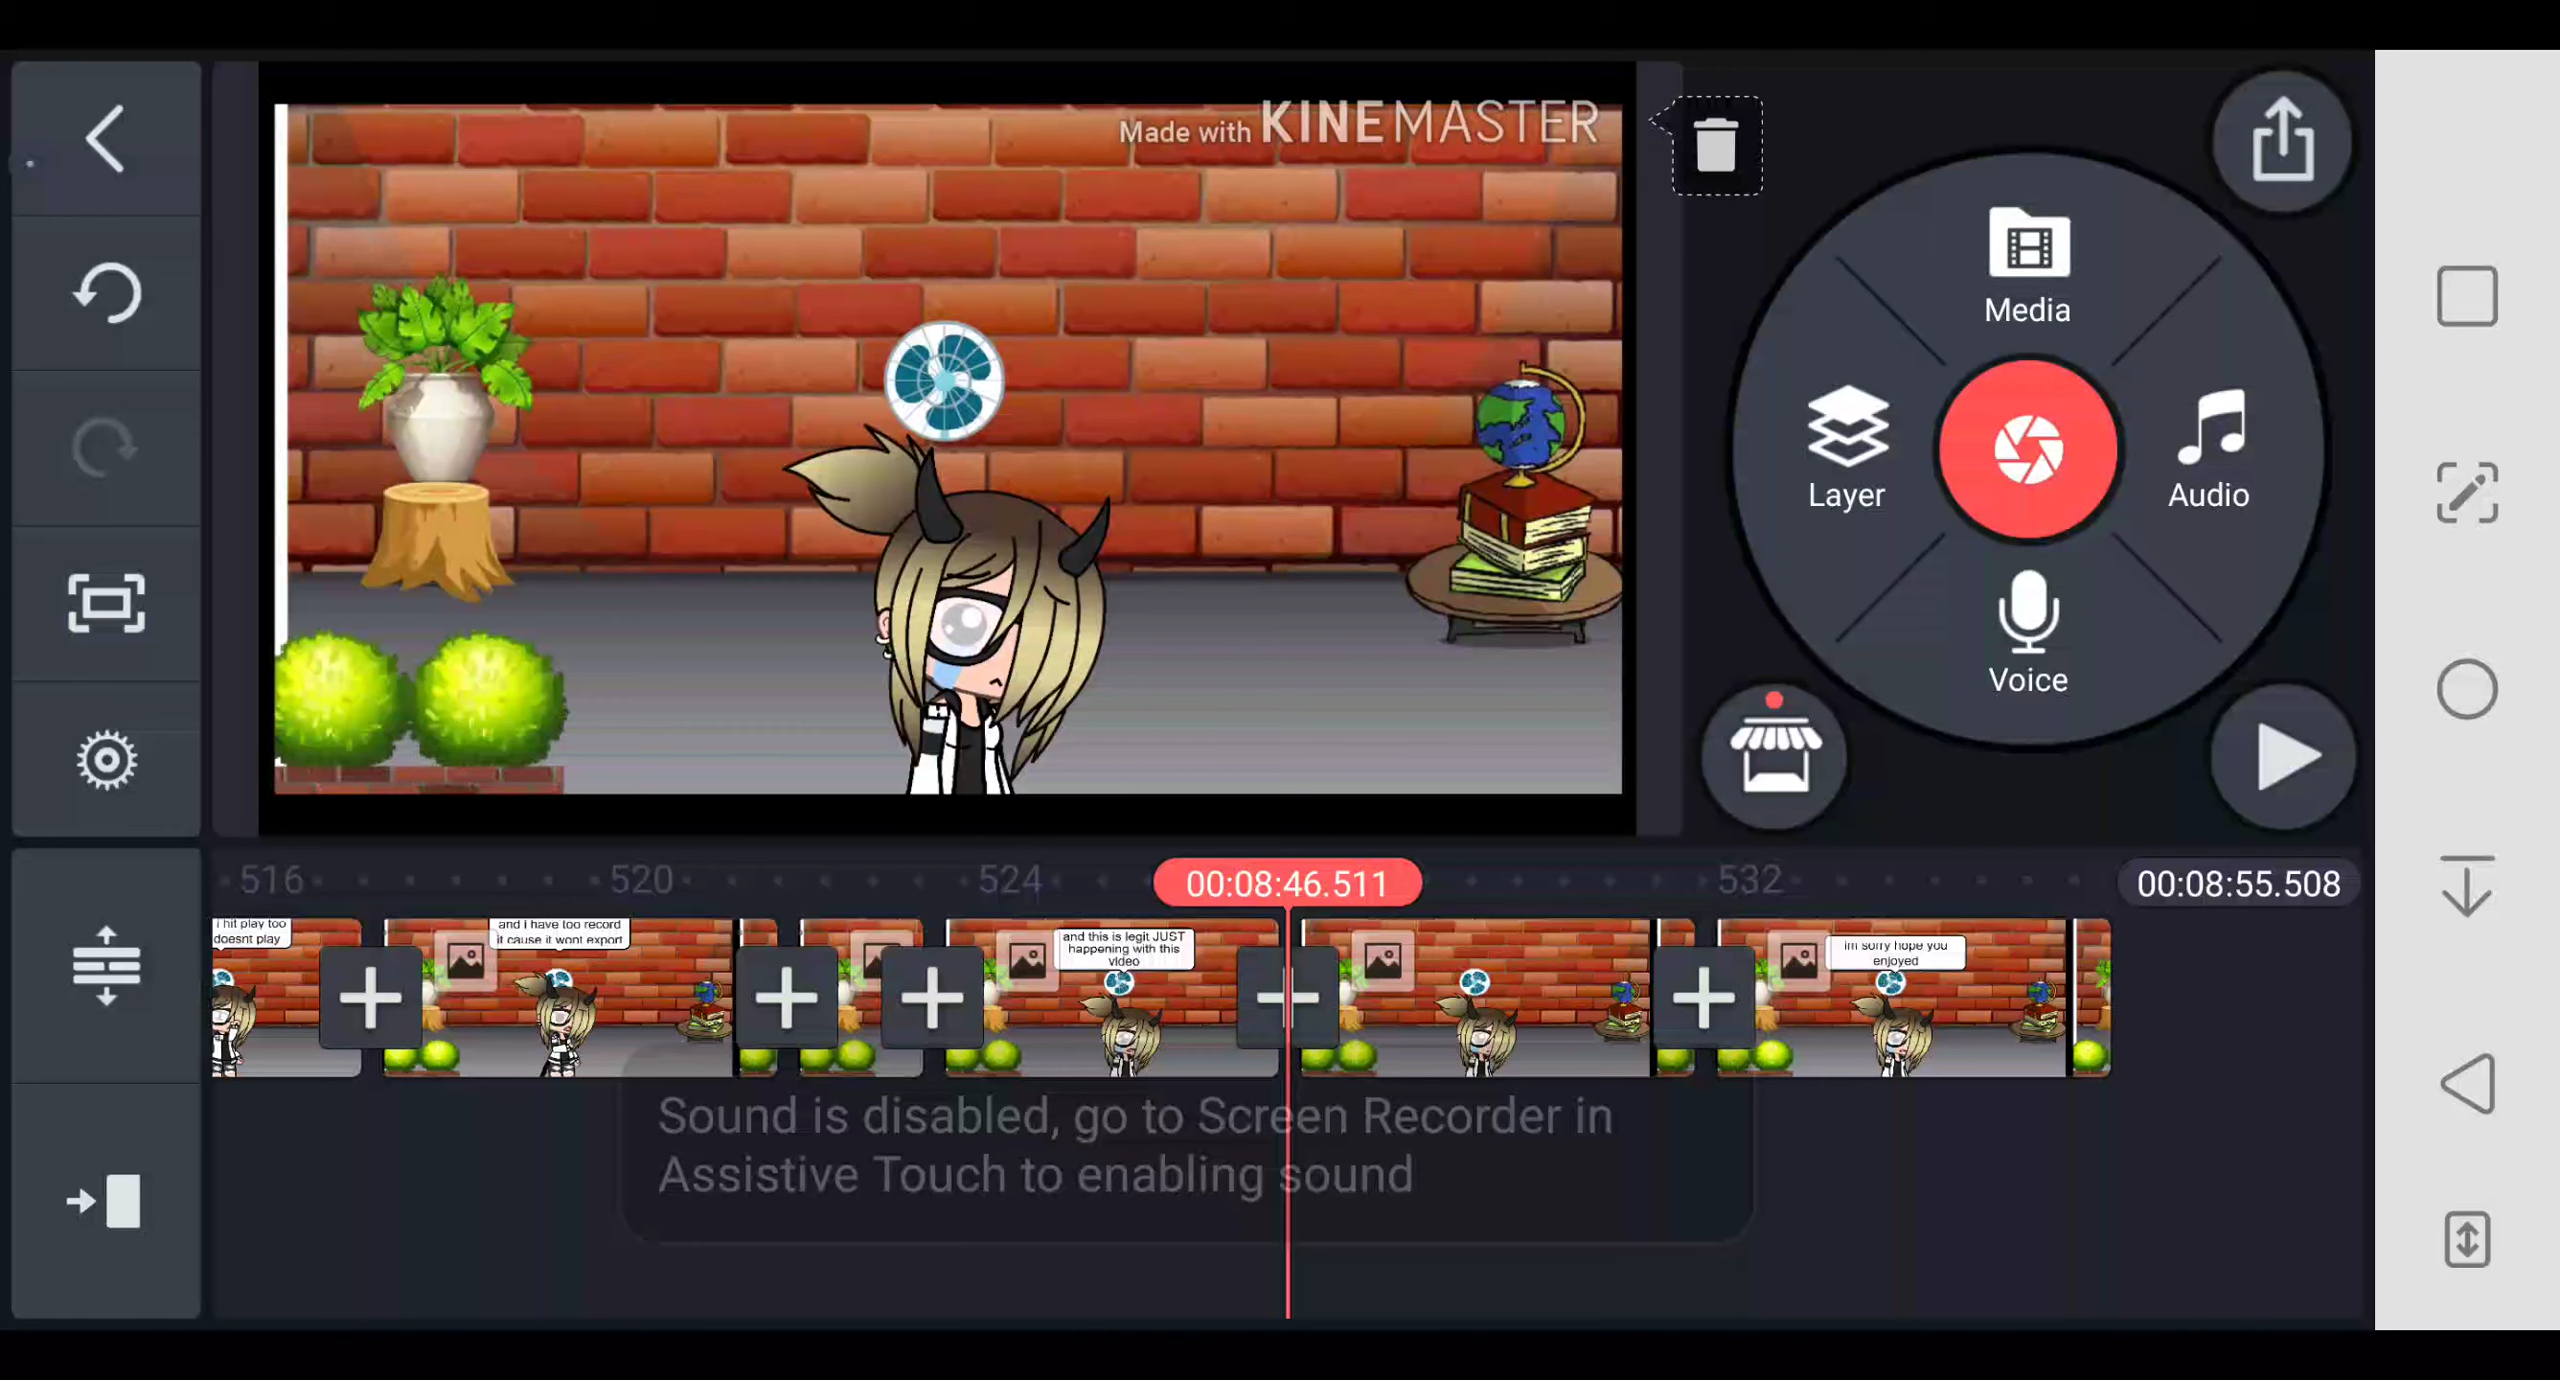 Made with KINEMASTER
Media
Layer
Audio
Voice
516
520
524
00:08:46.511
532
00:08:55.508
i hit play too
doesnt play
and i have too record
it cause it wont export
and this is legit JUST
happening with this
video
im sorry hope you
enjoyed
Sound is disabled, go to Screen Recorder in
Assistive Touch to enabling sound